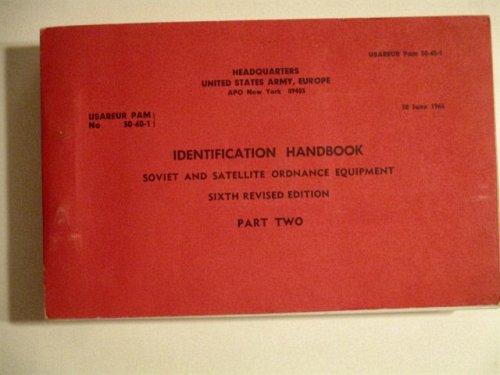 USAREUR Pam 30-60-1
HEADQUARTERS
UNITED STATES ARMY, EUROPE
APO New York 09403
30 June 1966
USAREUR PAM )
No 30-60-1 )
IDENTIFICATION HANDBOOK
SOVIET AND SATELLITE ORDNANCE EQUIPMENT
SIXTH REVISED EDITION
PART TWO